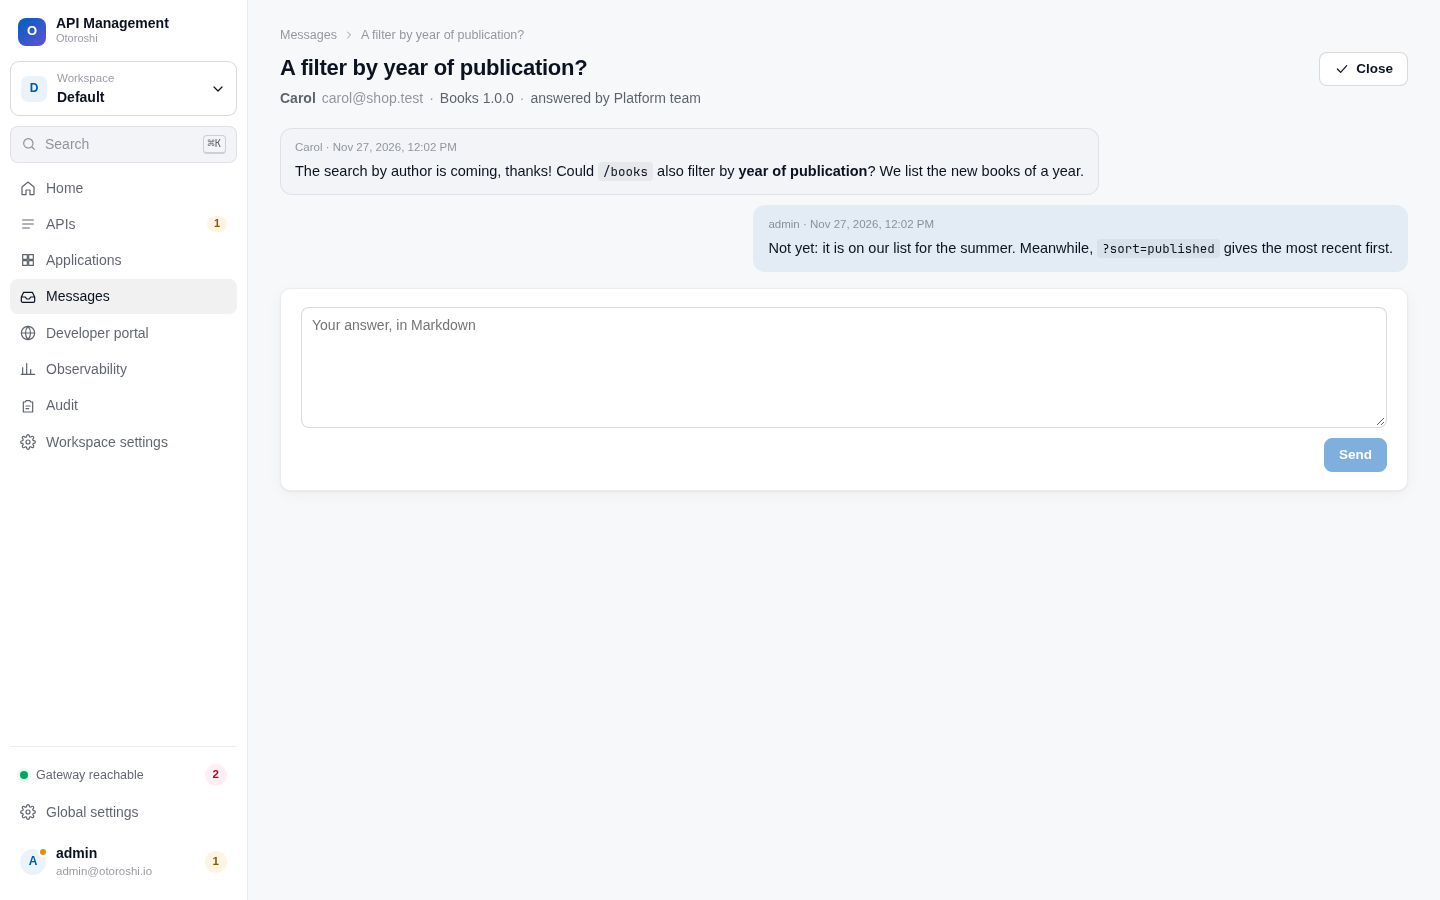 O
API Management
Otoroshi
D
Workspace
Default
Search
⌘K
Home
APIs
1
Applications
Messages
Developer portal
Observability
Audit
Workspace settings
Gateway reachable
2
Global settings
A
admin
admin@otoroshi.io
1
Messages
A filter by year of publication?
A filter by year of publication?
Close
Carol carol@shop.test · Books 1.0.0 · answered by Platform team
Carol · Nov 27, 2026, 12:02 PM
The search by author is coming, thanks! Could /books also filter by year of publication? We list the new books of a year.
admin · Nov 27, 2026, 12:02 PM
Not yet: it is on our list for the summer. Meanwhile, ?sort=published gives the most recent first.
Your answer, in Markdown
Send